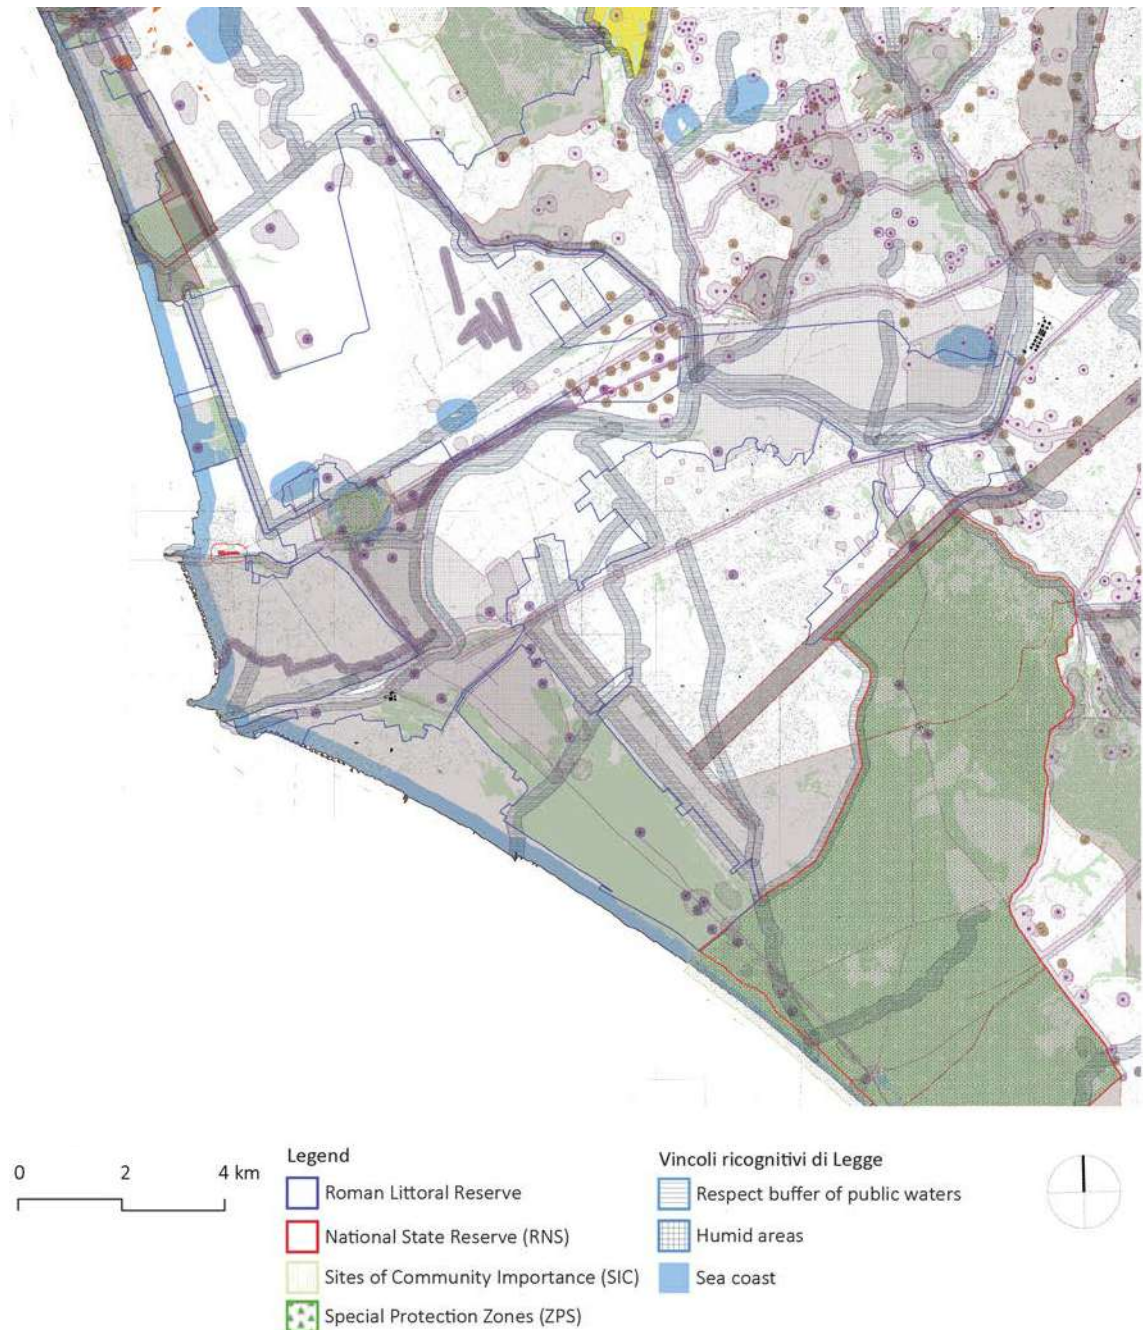 0 2 4 km
Legend
Roman Littoral Reserve
National State Reserve (RNS)
Sites of Community Importance (SIC)
Special Protection Zones (ZPS)
Vincoli ricognitivi di Legge
Respect buffer of public waters
Humid areas
Sea coast